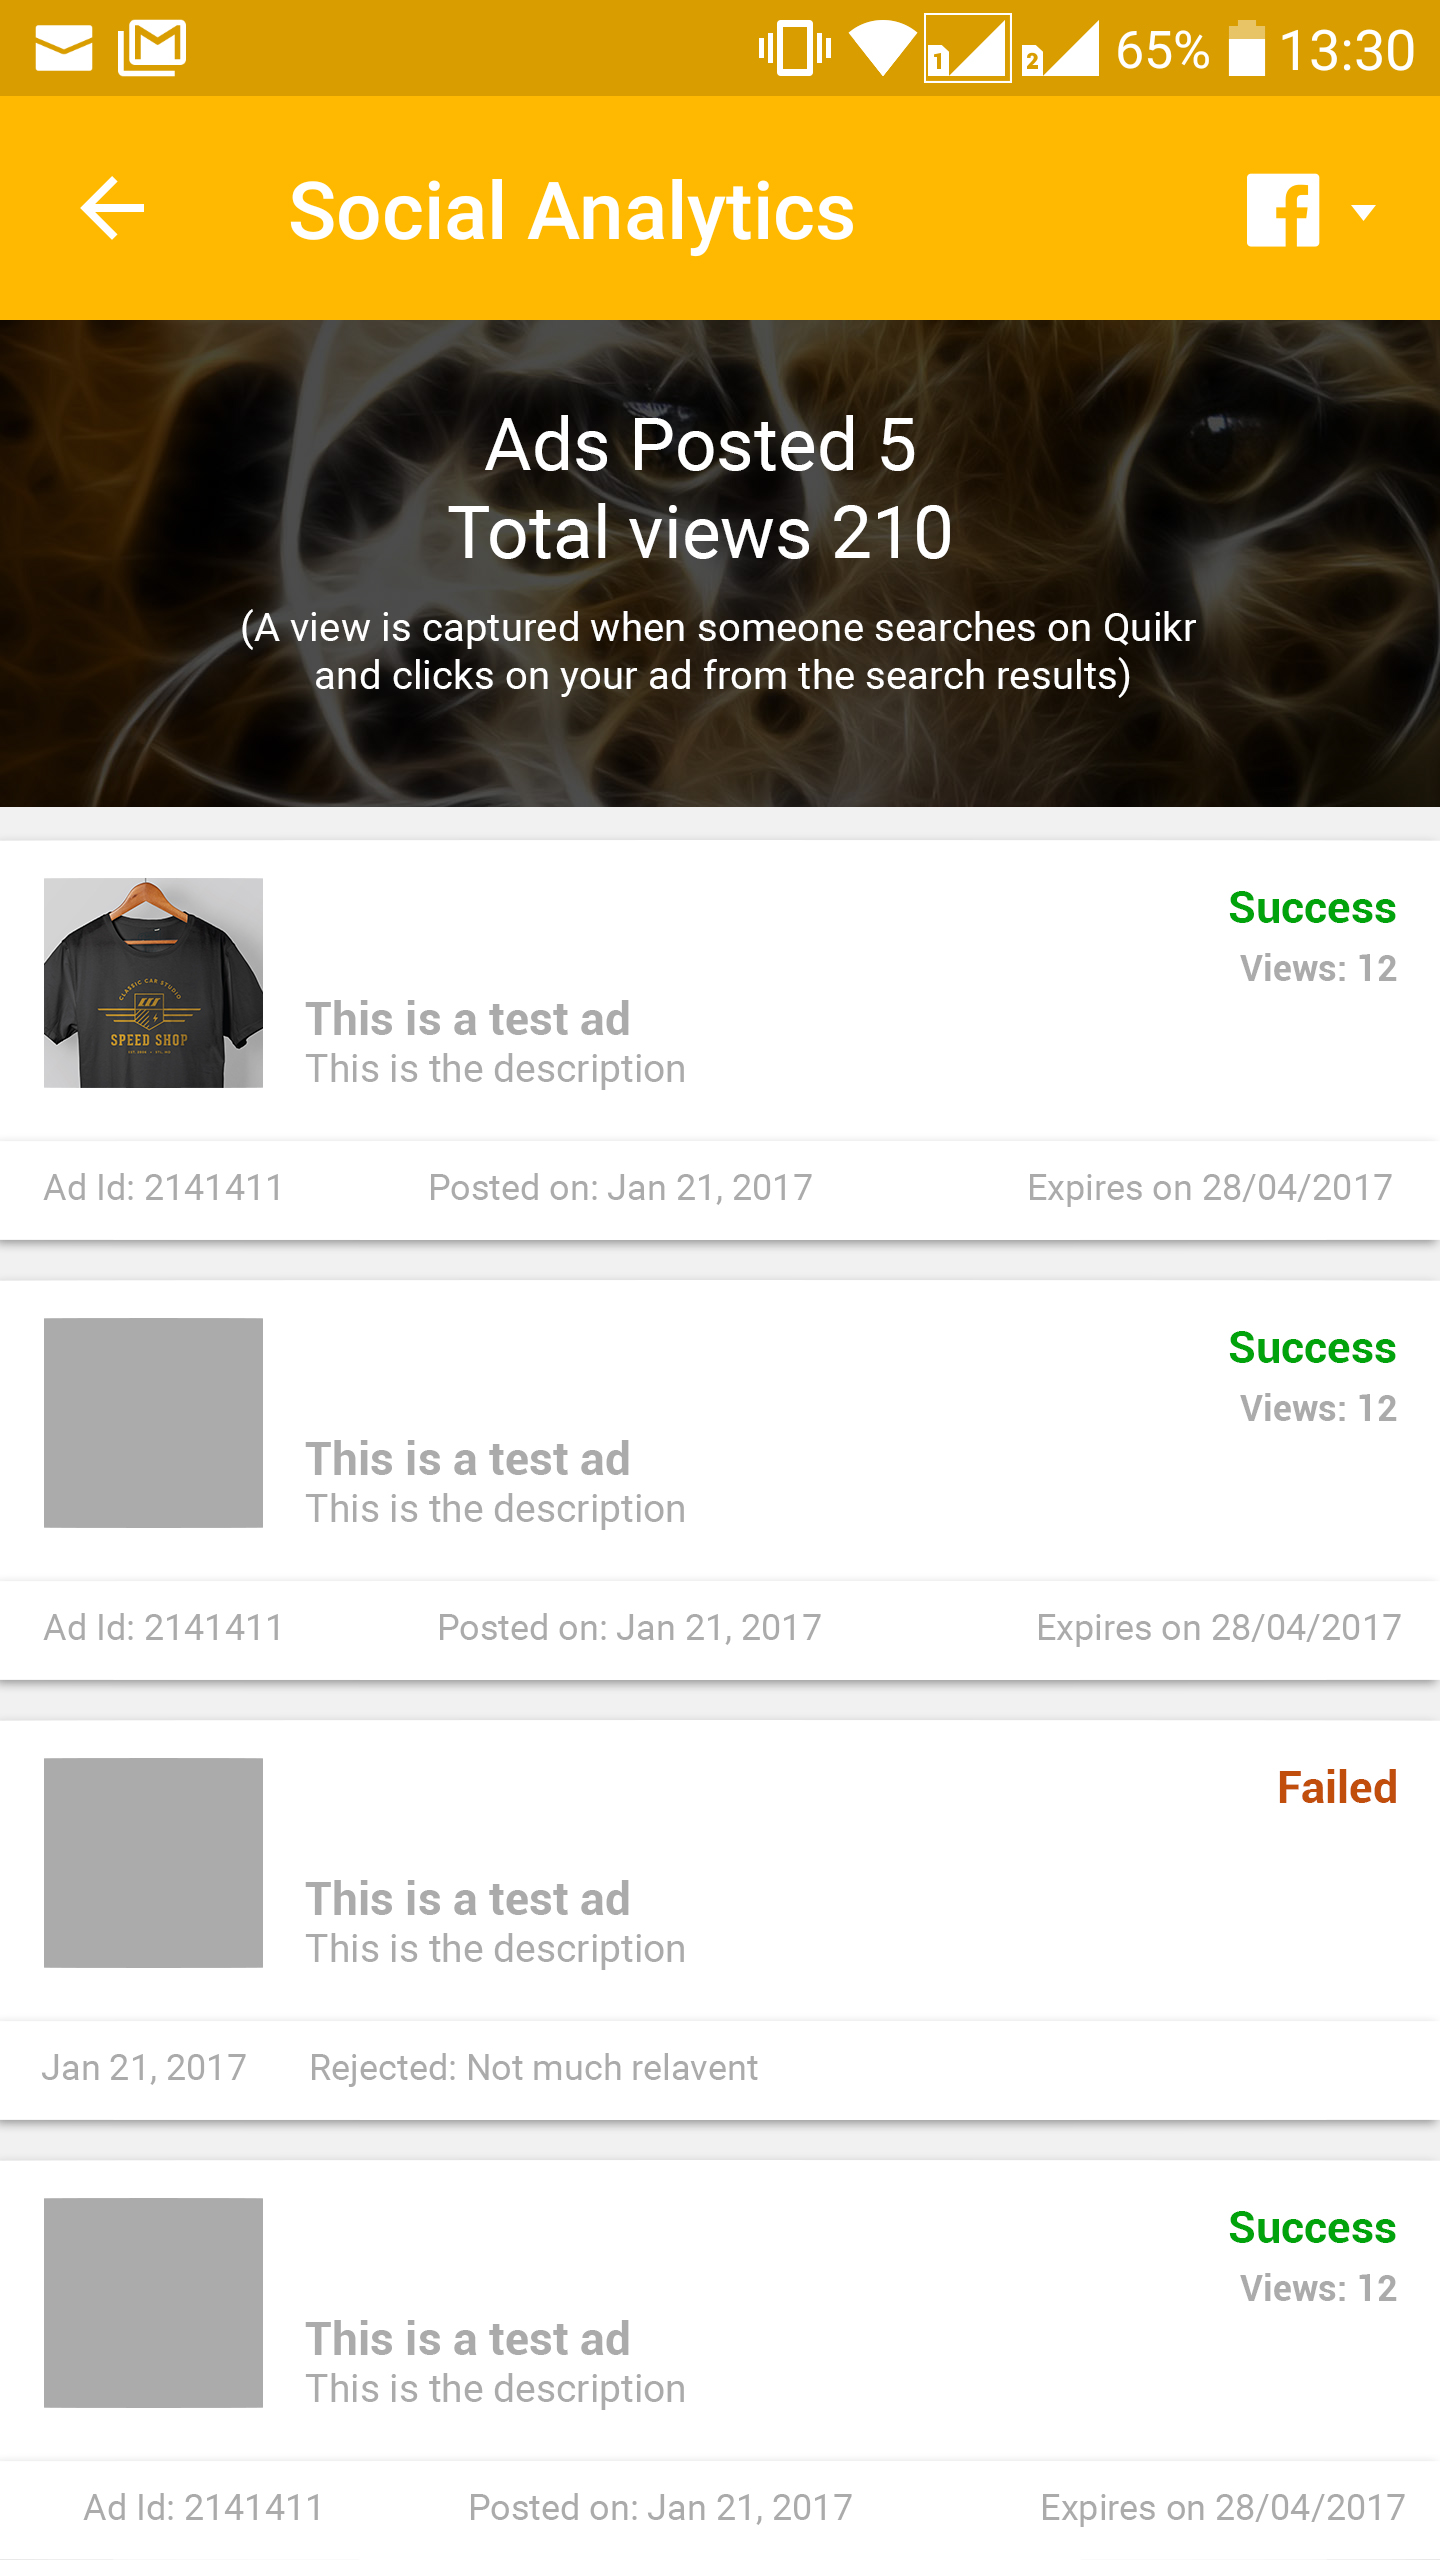 1
2
65%
13:30
Social Analytics
Ads Posted 5
Total views 210
(A view is captured when someone searches on Quikr
and clicks on your ad from the search results)
CLASSIC CAR STUDIO
SPEED SHOP
Success
Views: 12
This is a test ad
This is the description
Ad Id: 2141411
Posted on: Jan 21, 2017
Expires on 28/04/2017
Success
Views: 12
This is a test ad
This is the description
Ad Id: 2141411
Posted on: Jan 21, 2017
Expires on 28/04/2017
Failed
This is a test ad
This is the description
Jan 21, 2017
Rejected: Not much relavent
Success
Views: 12
This is a test ad
This is the description
Ad Id: 2141411
Posted on: Jan 21, 2017
Expires on 28/04/2017